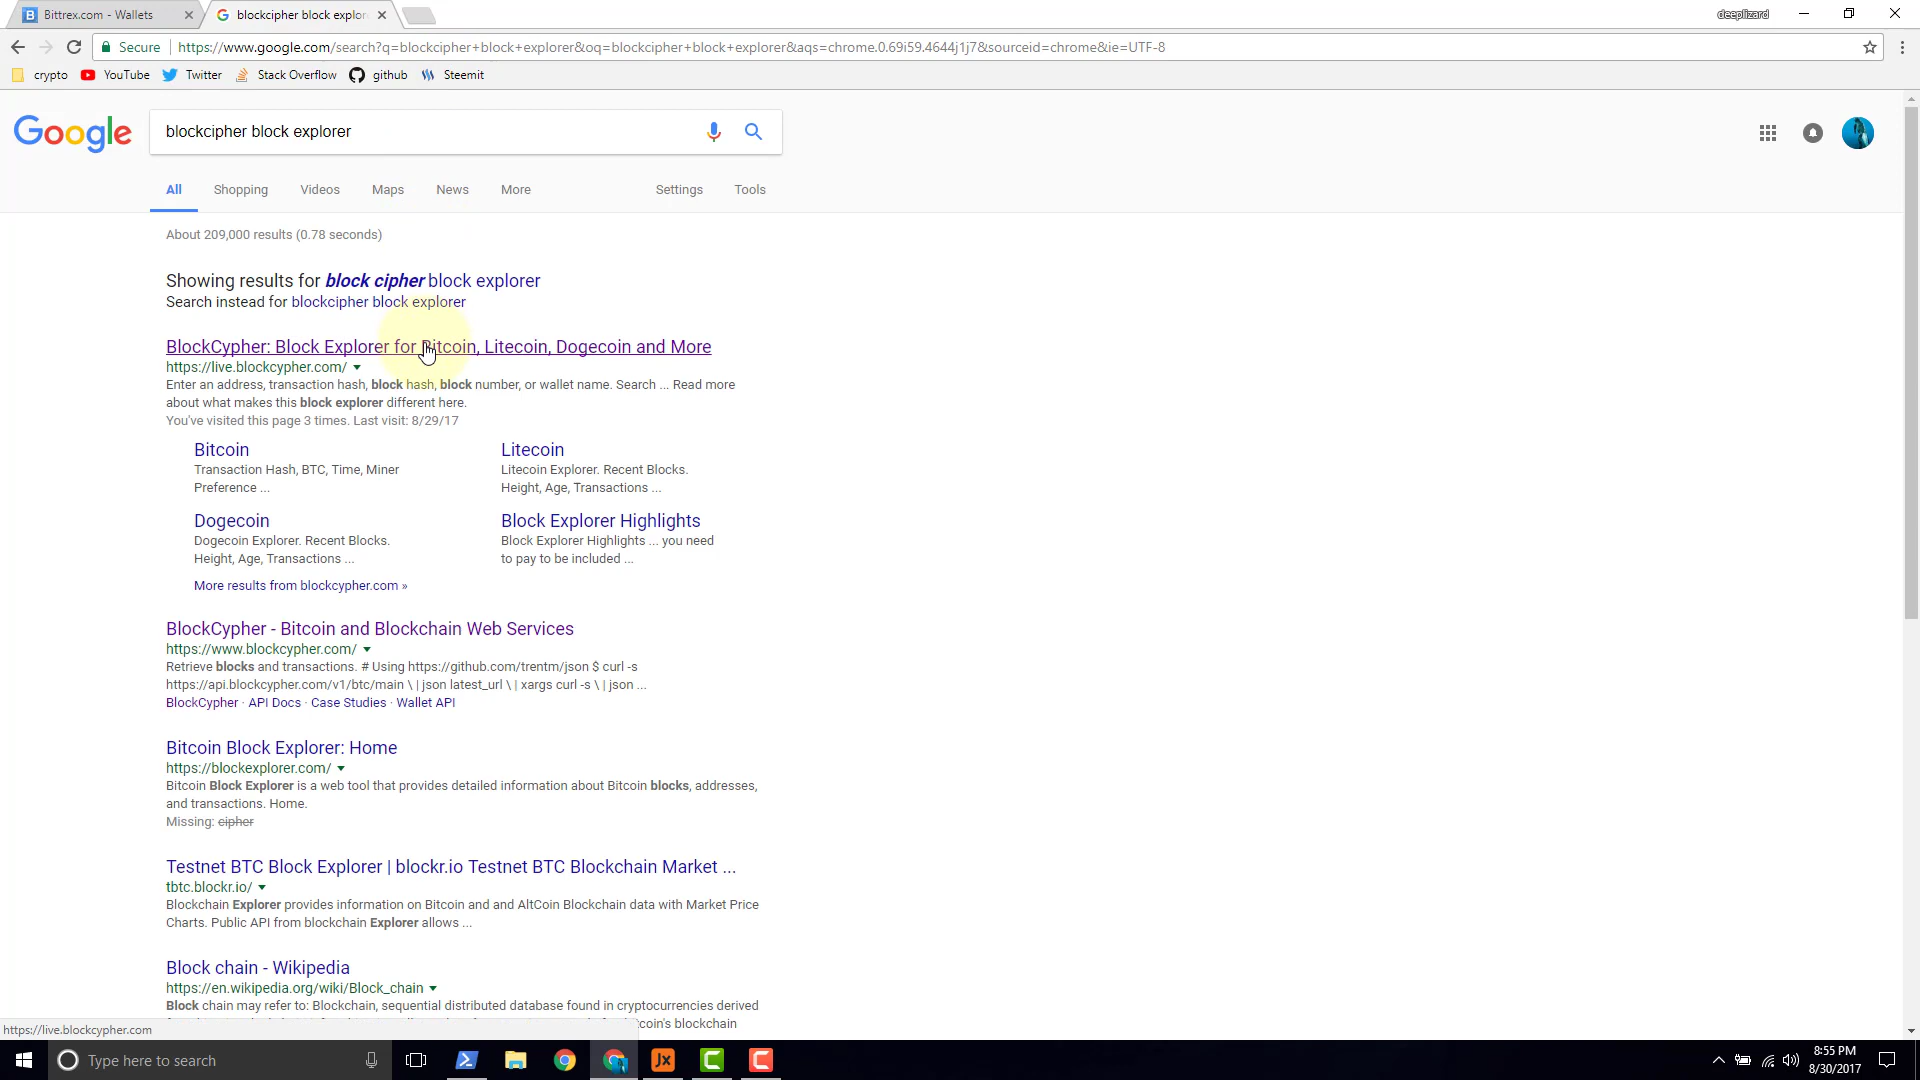 Bittrex.com - Wallets
blockcipher block explor
deeplizard
Secure
https://www.google.com/search?q=blockcipher+block+explorer&oq=blockcipher+block+explorer&aqs=chrome.0.69i59.4644j1j7&sourceid=chrome&ie=UTF-8
crypto
YouTube
Twitter
Stack Overflow
github
Steemit
Google
blockcipher block explorer
All
Shopping
Videos
Maps
News
More
Settings
Tools
About 209,000 results (0.78 seconds)
Showing results for block cipher block explorer
Search instead for blockcipher block explorer
BlockCypher: Block Explorer for Bitcoin, Litecoin, Dogecoin and More
https://live.blockcypher.com/
Enter an address, transaction hash, block hash, block number, or wallet name. Search ... Read more
about what makes this block explorer different here.
You've visited this page 3 times. Last visit: 8/29/17
Bitcoin
Transaction Hash, BTC, Time, Miner
Preference ...
Litecoin
Litecoin Explorer. Recent Blocks.
Height, Age, Transactions ...
Dogecoin
Dogecoin Explorer. Recent Blocks.
Height, Age, Transactions ...
Block Explorer Highlights
Block Explorer Highlights ... you need
to pay to be included ...
More results from blockcypher.com »
BlockCypher - Bitcoin and Blockchain Web Services
https://www.blockcypher.com/
Retrieve blocks and transactions. # Using https://github.com/trentm/json $ curl -s
https://api.blockcypher.com/v1/btc/main \ | json latest_url \ | xargs curl -s \ | json ...
BlockCypher · API Docs · Case Studies · Wallet API
Bitcoin Block Explorer: Home
https://blockexplorer.com/
Bitcoin Block Explorer is a web tool that provides detailed information about Bitcoin blocks, addresses,
and transactions. Home.
Missing: cipher
Testnet BTC Block Explorer | blockr.io Testnet BTC Blockchain Market ...
tbtc.blockr.io/
Blockchain Explorer provides information on Bitcoin and and AltCoin Blockchain data with Market Price
Charts. Public API from blockchain Explorer allows ...
Block chain - Wikipedia
https://en.wikipedia.org/wiki/Block_chain
Block chain may refer to: Blockchain, sequential distributed database found in cryptocurrencies derived
coin's blockchain
https://live.blockcypher.com
Type here to search
Jx
8:55 PM
8/30/2017